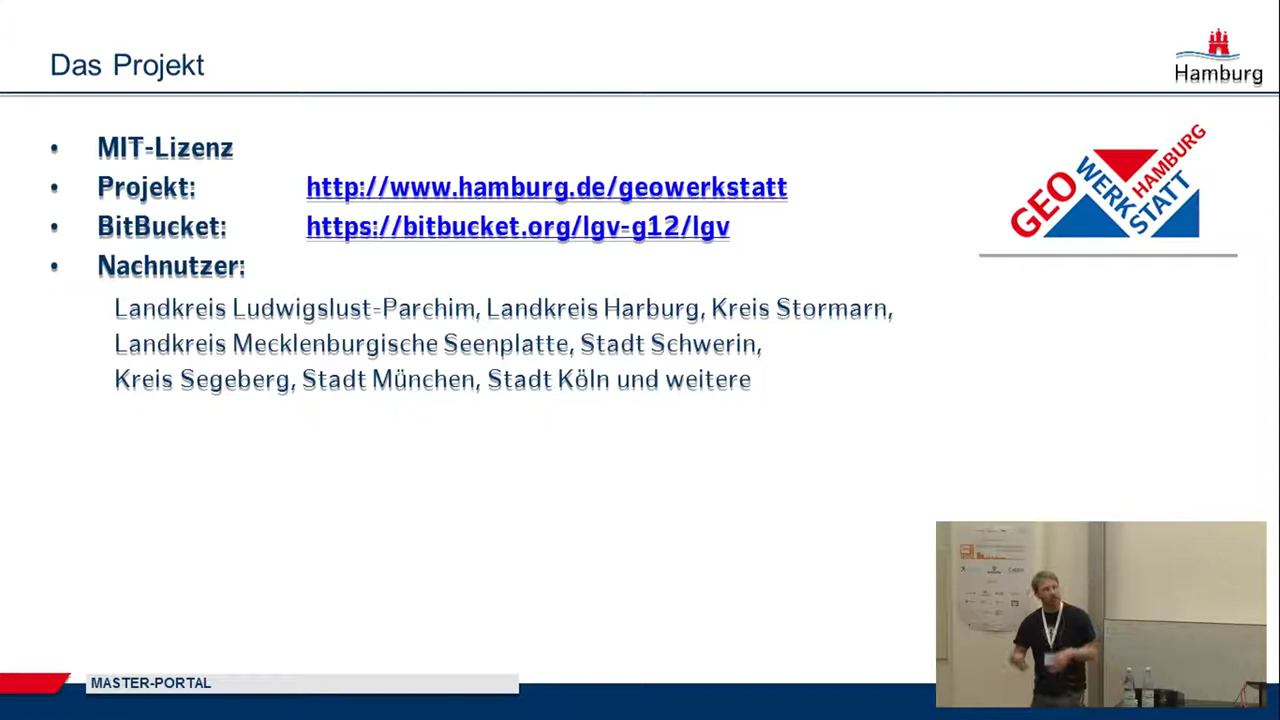 Das Projekt
Hamburg
• MIT-Lizenz
• Projekt: http://www.hamburg.de/geowerkstatt
• BitBucket: https://bitbucket.org/lgv-g12/lgv
• Nachnutzer:
Landkreis Ludwigslust-Parchim, Landkreis Harburg, Kreis Stormarn,
Landkreis Mecklenburgische Seenplatte, Stadt Schwerin,
Kreis Segeberg, Stadt München, Stadt Köln und weitere
GEO
WERK
STATT
HAMBURG
MASTER-PORTAL